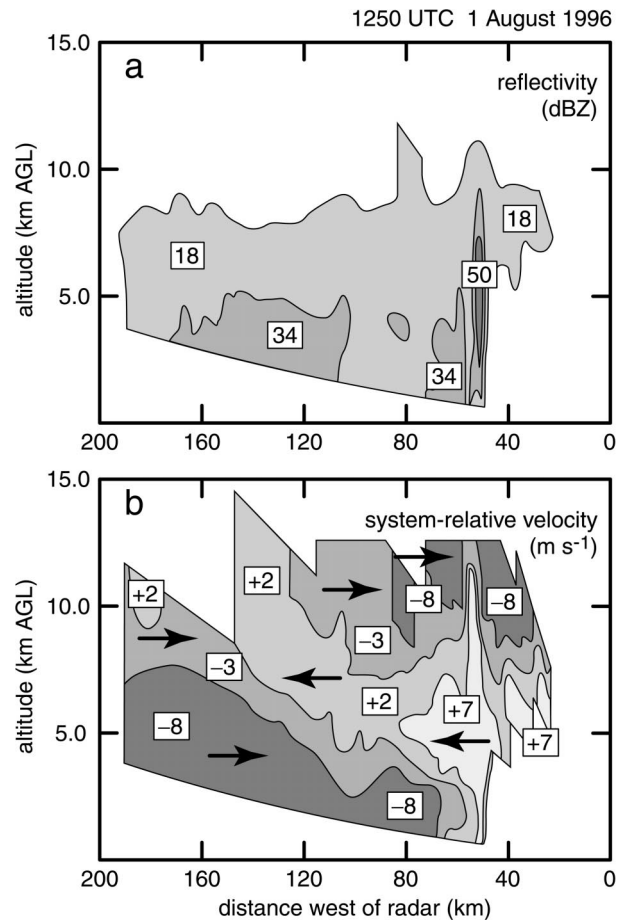 1250 UTC 1 August 1996
15.0
a
reflectivity
(dBZ)
10.0
18
18
50
5.0
34
34
altitude (km AGL)
200 160 120 80 40 0
15.0
b
system-relative velocity
(m s-1)
+2
+2
10.0
−8
−8
−3
−3
+2
+7
−8
5.0
+7
−8
altitude (km AGL)
200 160 120 80 40 0
distance west of radar (km)